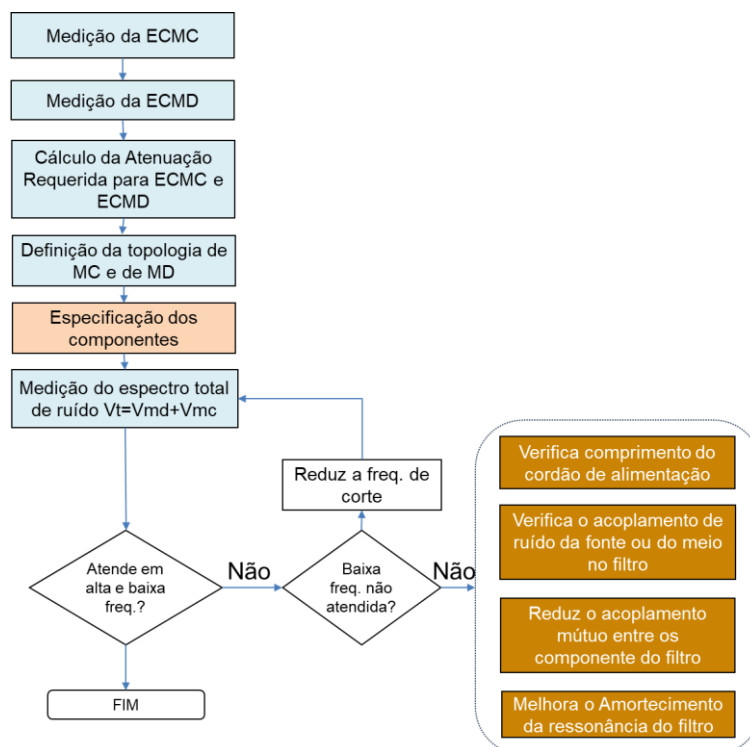 Medição da ECMC
Medição da ECMD
Cálculo da Atenuação
Requerida para ECMC e
ECMD
Definição da topologia de
MC e de MD
Especificação dos
componentes
Medição do espectro total
de ruído Vt=Vmd+Vmc
Reduz a freq. de
corte
Atende em
alta e baixa
freq.?
Não
Baixa
freq. não
atendida?
Não
FIM
Verifica comprimento do
cordão de alimentação
Verifica o acoplamento de
ruído da fonte ou do meio
no filtro
Reduz o acoplamento
mútuo entre os
componente do filtro
Melhora o Amortecimento
da ressonância do filtro